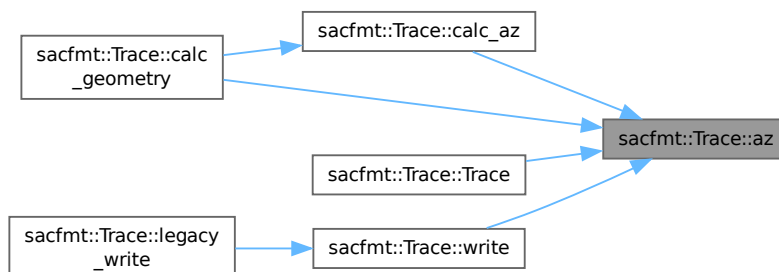 sacfmt::Trace::calc
_geometry
sacfmt::Trace::calc_az
sacfmt::Trace::az
sacfmt::Trace::Trace
sacfmt::Trace::legacy
_write
sacfmt::Trace::write